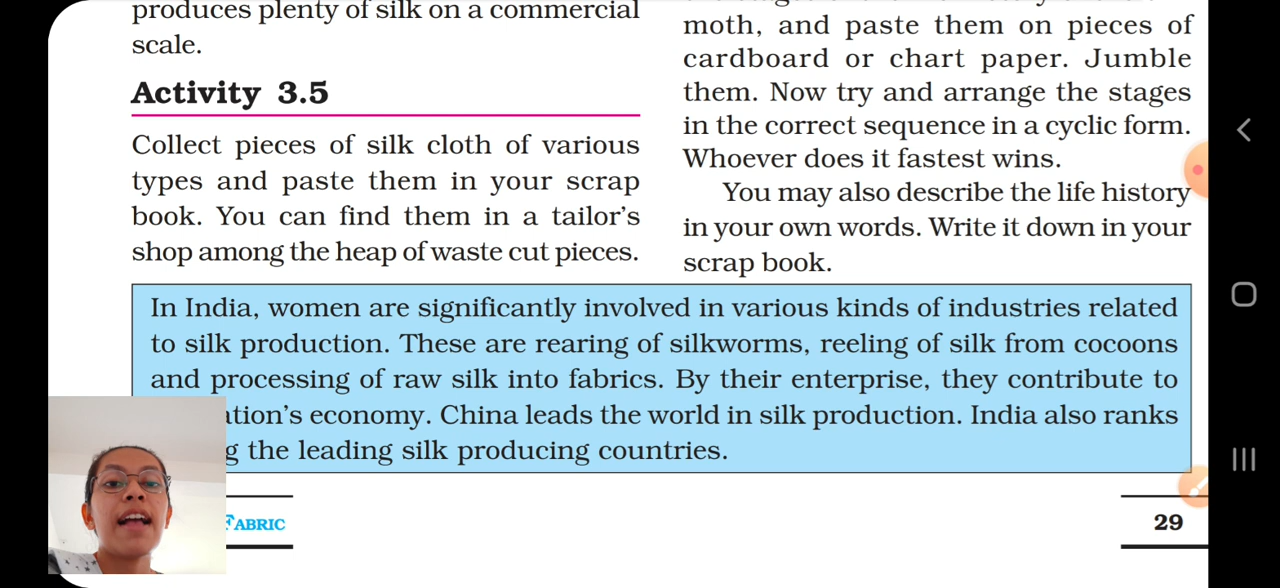 produces plenty of silk on a commercial
scale.
Activity 3.5
Collect pieces of silk cloth of various
types and paste them in your scrap
book. You can find them in a tailor's
shop among the heap of waste cut pieces.
moth, and paste them on pieces of
cardboard or chart paper. Jumble
them. Now try and arrange the stages
in the correct sequence in a cyclic form.
Whoever does it fastest wins.
You may also describe the life history
in your own words. Write it down in your
scrap book.
In India, women are significantly involved in various kinds of industries related
to silk production. These are rearing of silkworms, reeling of silk from cocoons
and processing of raw silk into fabrics. By their enterprise, they contribute to
ation's economy. China leads the world in silk production. India also ranks
g the leading silk producing countries.
FABRIC
29